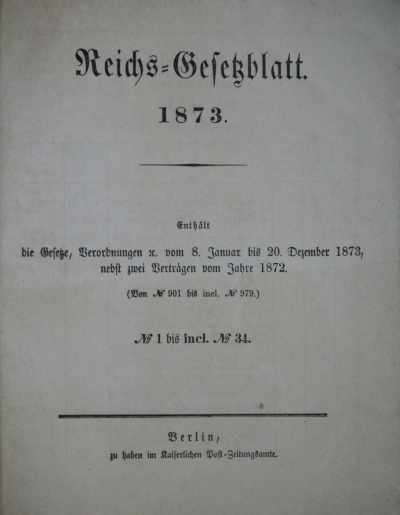 Reichs-Gesetzblatt.
1873.
Enthält
die Gesetze, Verordnungen ꝛc. vom 8. Januar bis 20. Dezember 1873,
nebst zwei Verträgen vom Jahre 1872.
(Von № 901 bis incl. № 979.)
№ 1 bis incl. № 34.
Berlin,
zu haben im Kaiserlichen Post-Zeitungsamte.